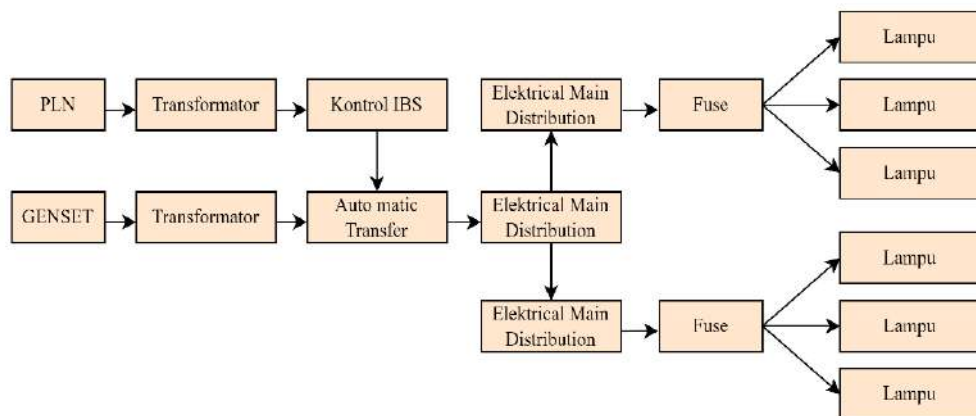 Lampu
PLN
Transformator
Kontrol IBS
Elektrical Main
Distribution
Fuse
Lampu
Lampu
GENSET
Transformator
Auto matic
Transfer
Elektrical Main
Distribution
Lampu
Elektrical Main
Distribution
Fuse
Lampu
Lampu